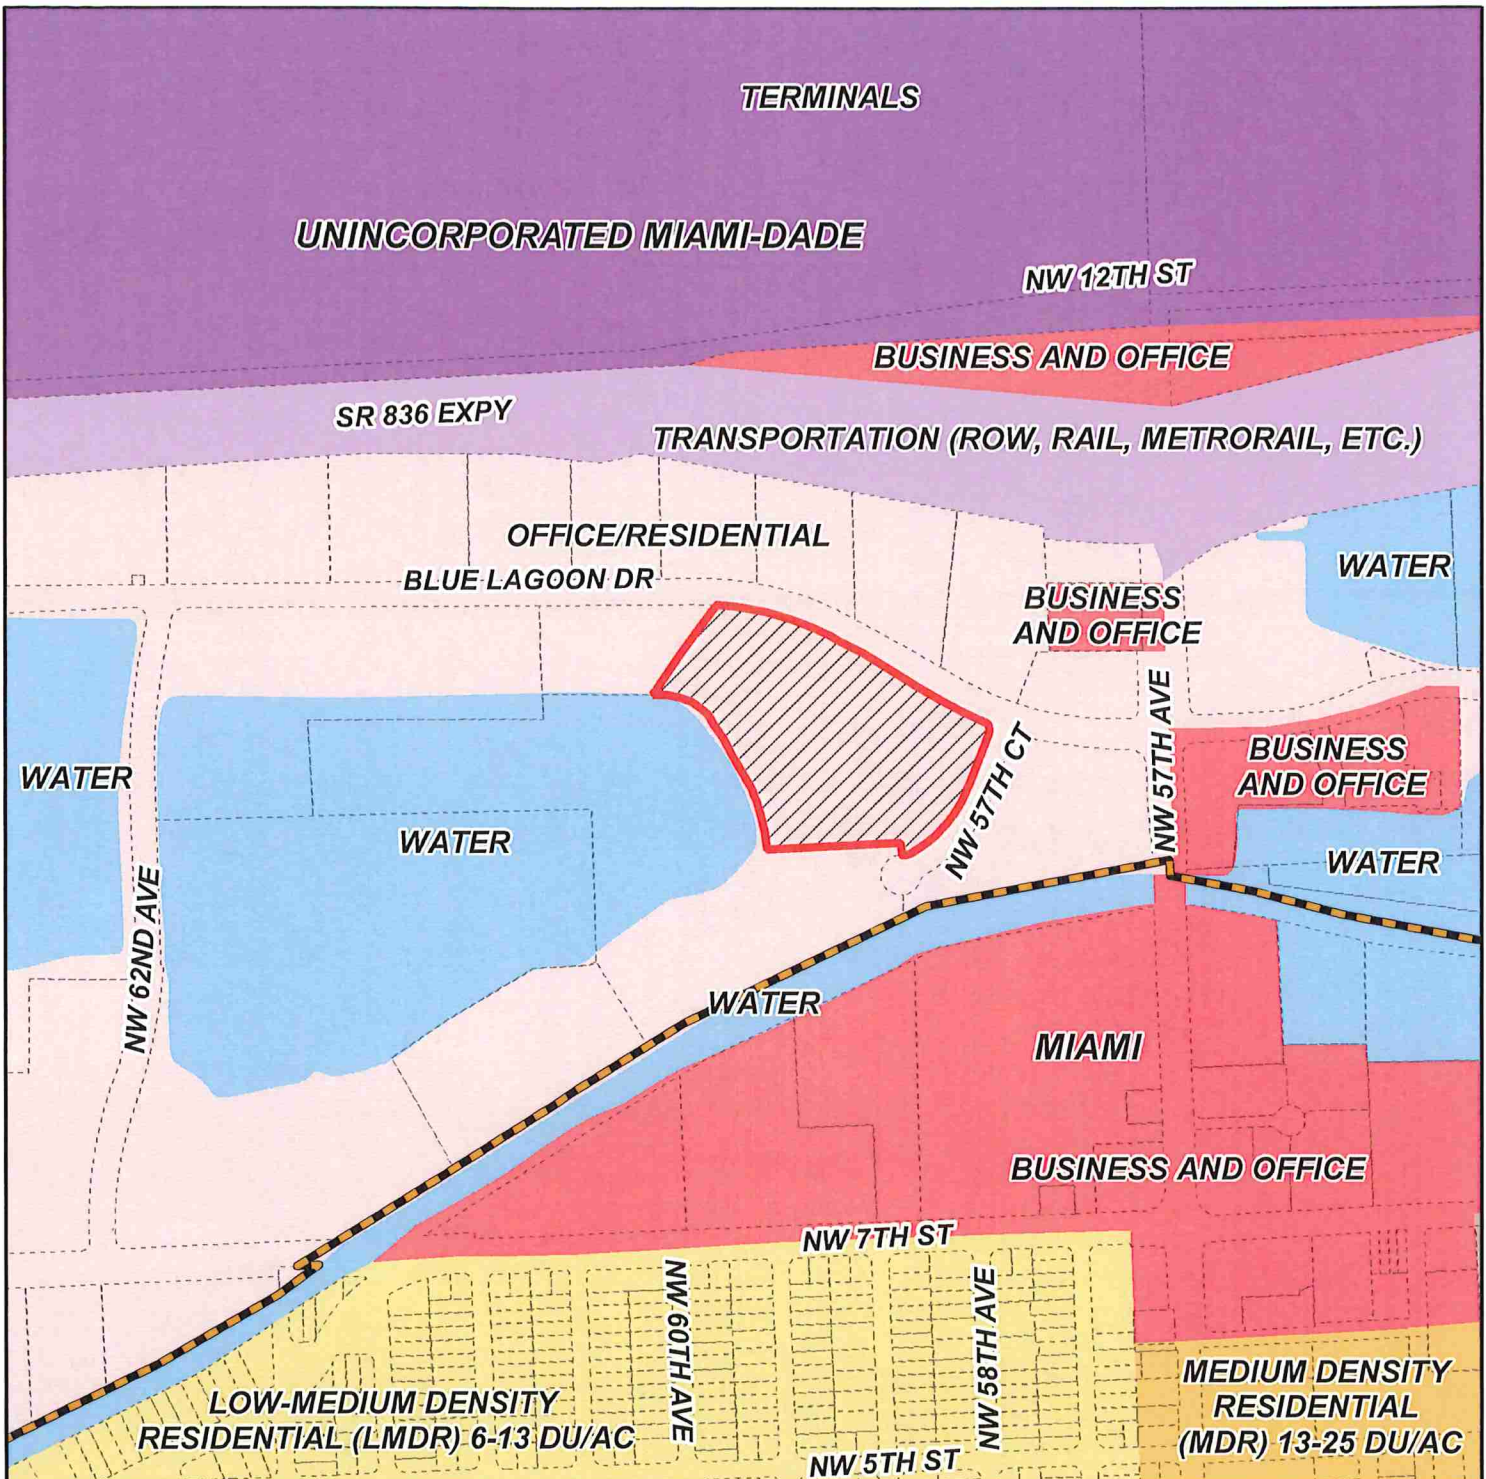 TERMINALS
UNINCORPORATED MIAMI-DADE
NW 12TH ST
BUSINESS AND OFFICE
SR 836 EXPY
TRANSPORTATION (ROW, RAIL, METRORAIL, ETC.)
OFFICE/RESIDENTIAL
BLUE LAGOON DR
WATER
BUSINESS
AND OFFICE
NW 57TH AVE
NW 57TH CT
BUSINESS
AND OFFICE
WATER
WATER
WATER
NW 62ND AVE
WATER
MIAMI
BUSINESS AND OFFICE
NW 7TH ST
NW 60TH AVE
NW 58TH AVE
LOW-MEDIUM DENSITY
RESIDENTIAL (LMDR) 6-13 DU/AC
MEDIUM DENSITY
RESIDENTIAL
(MDR) 13-25 DU/AC
NW 5TH ST